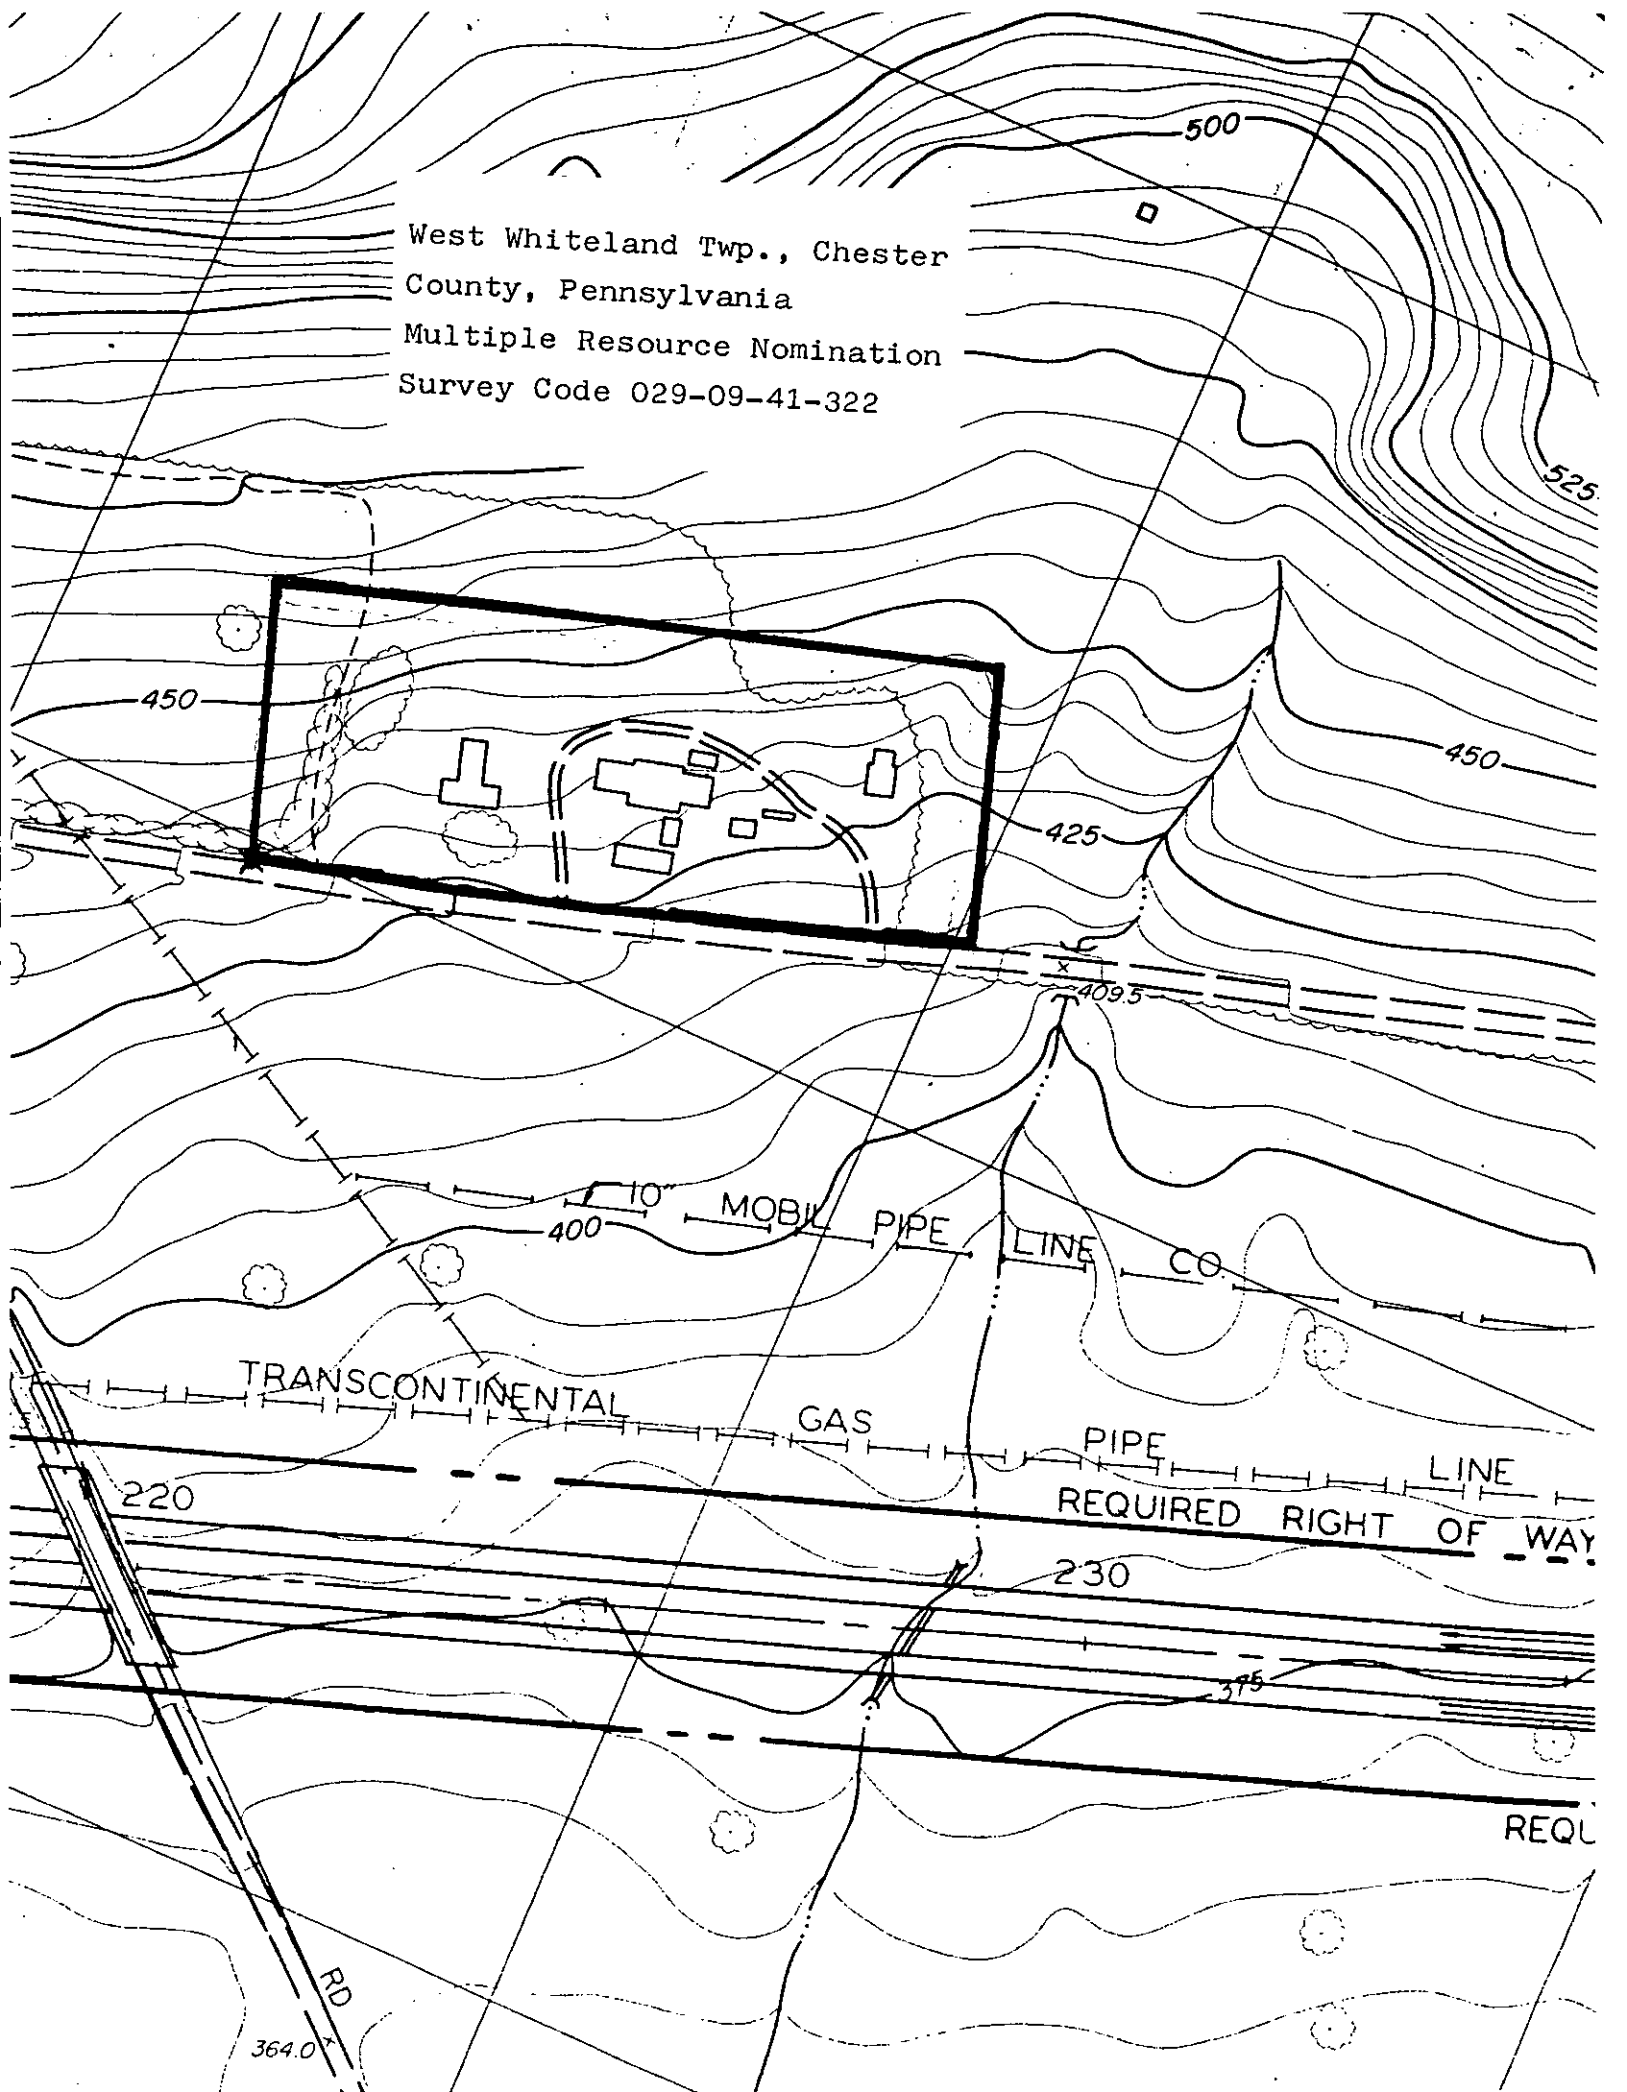 500
West Whiteland Twp., Chester
County, Pennsylvania
Multiple Resource Nomination
Survey Code 029-09-41-322
525
450
450
425
409.5
10" MOBIL PIPE LINE CO.
400
TRANSCONTINENTAL GAS PIPE LINE
220
REQUIRED RIGHT OF WAY
230
375
REQU
RD
364.0